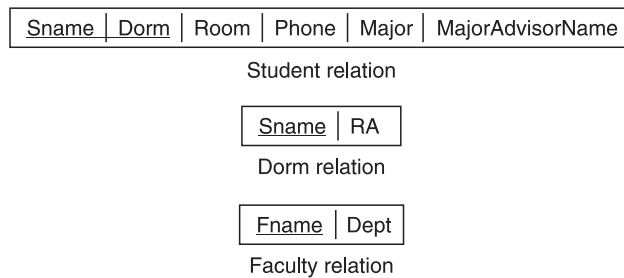 Sname Dorm Room Phone Major MajorAdvisorName
Student relation
Sname RA
Dorm relation
Fname Dept
Faculty relation